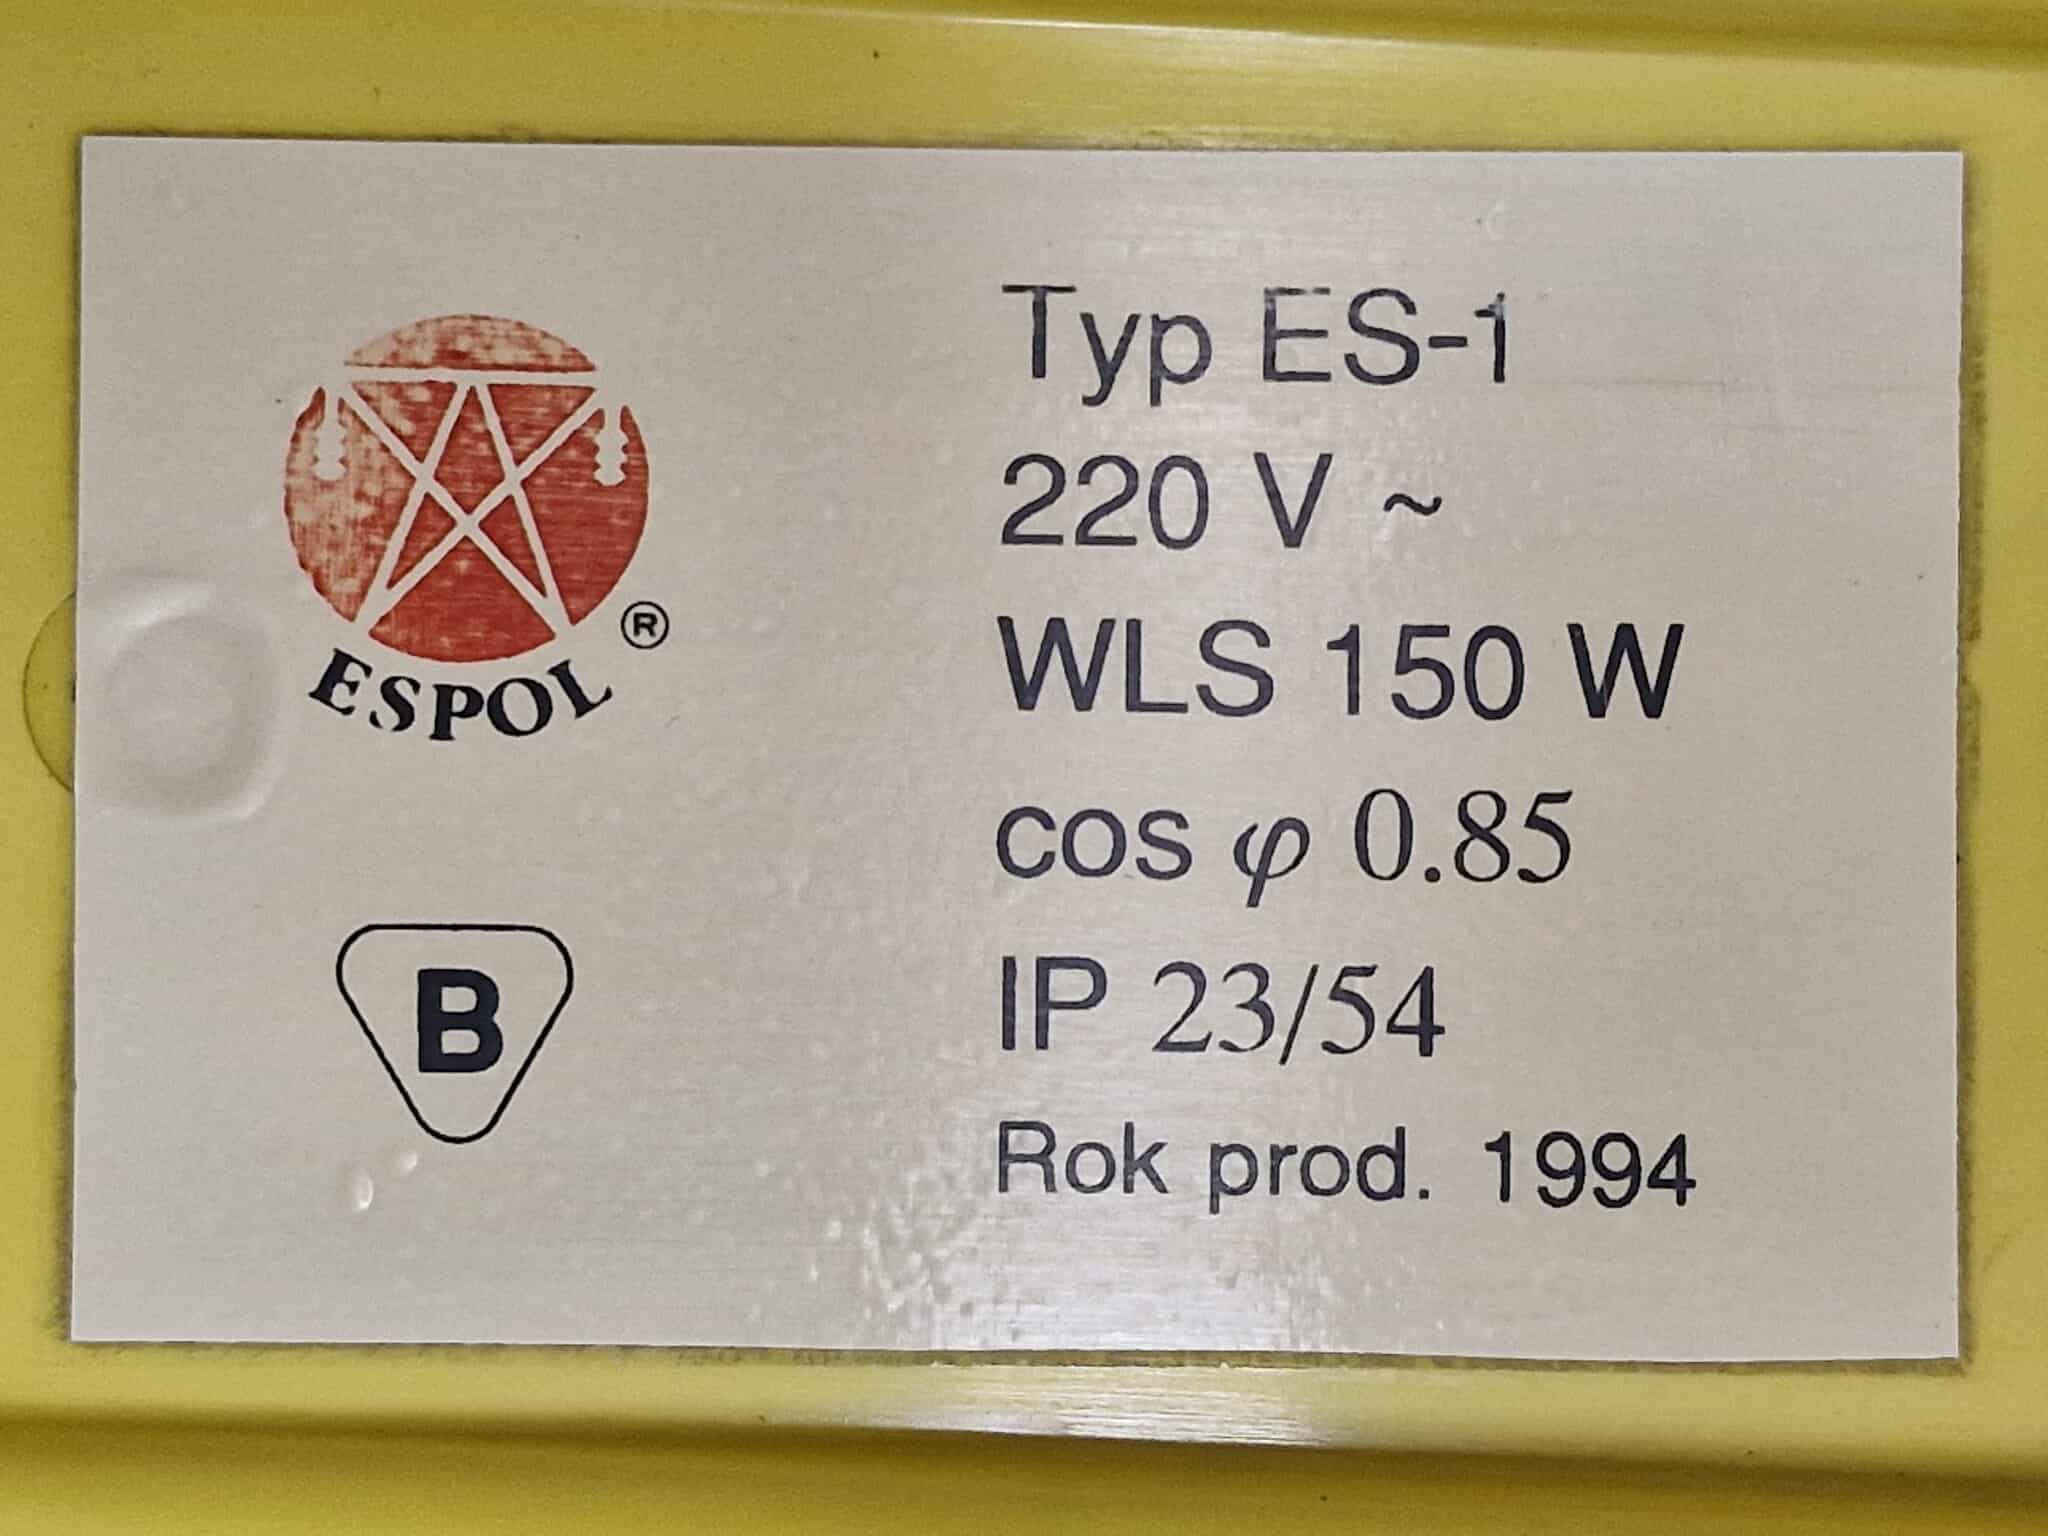 ESPOL ®
B
Typ ES-1
220 V ~
WLS 150 W
cos φ 0.85
IP 23/54
Rok prod. 1994